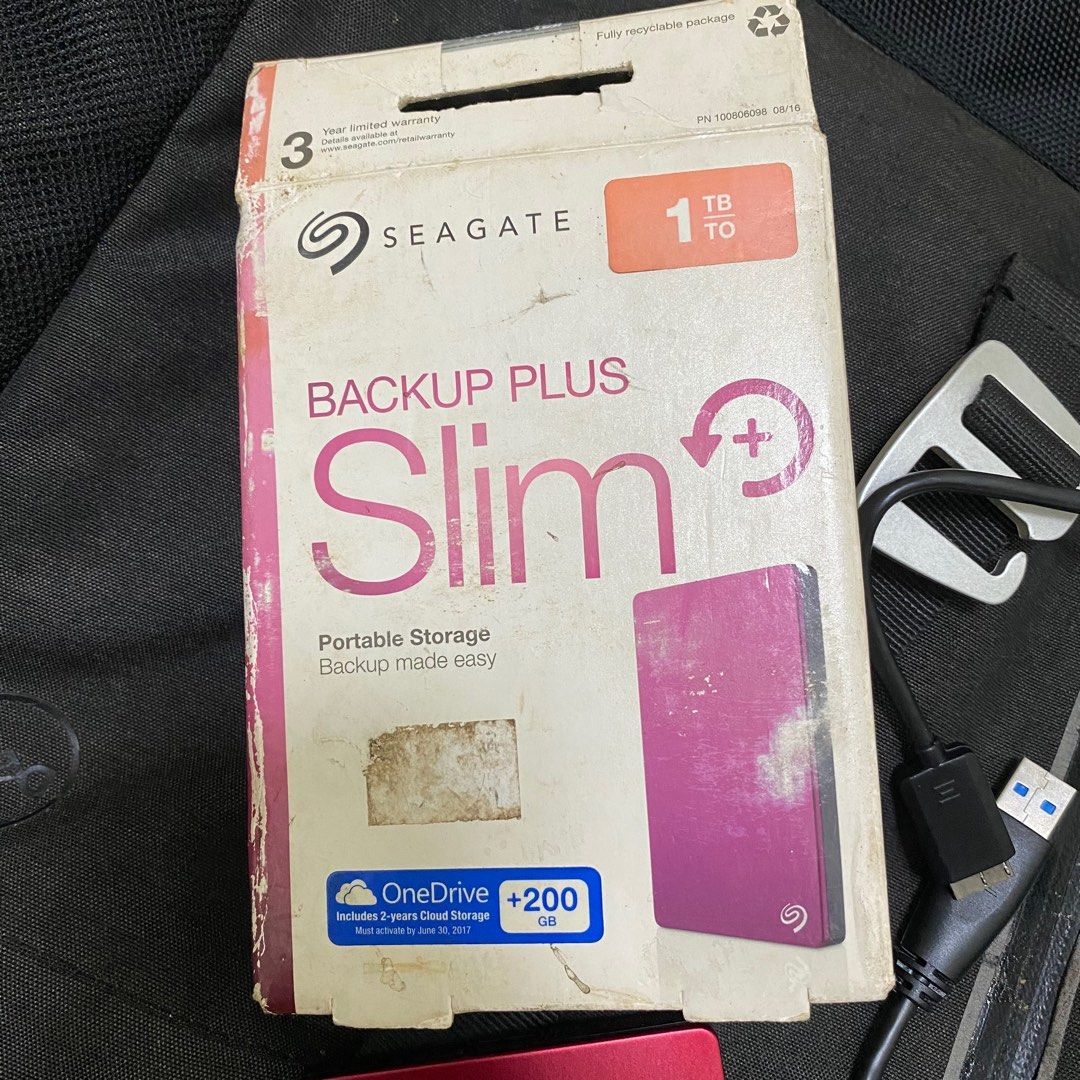 Fully recyclable package
PN 100806098 08/16
3 Year limited warranty
Details available at
www.seagate.com/retailwarranty
SEAGATE
1 TB
TO
BACKUP PLUS
Slim
+
Portable Storage
Backup made easy
OneDrive
Includes 2-years Cloud Storage
Must activate by June 30, 2017
+200
GB